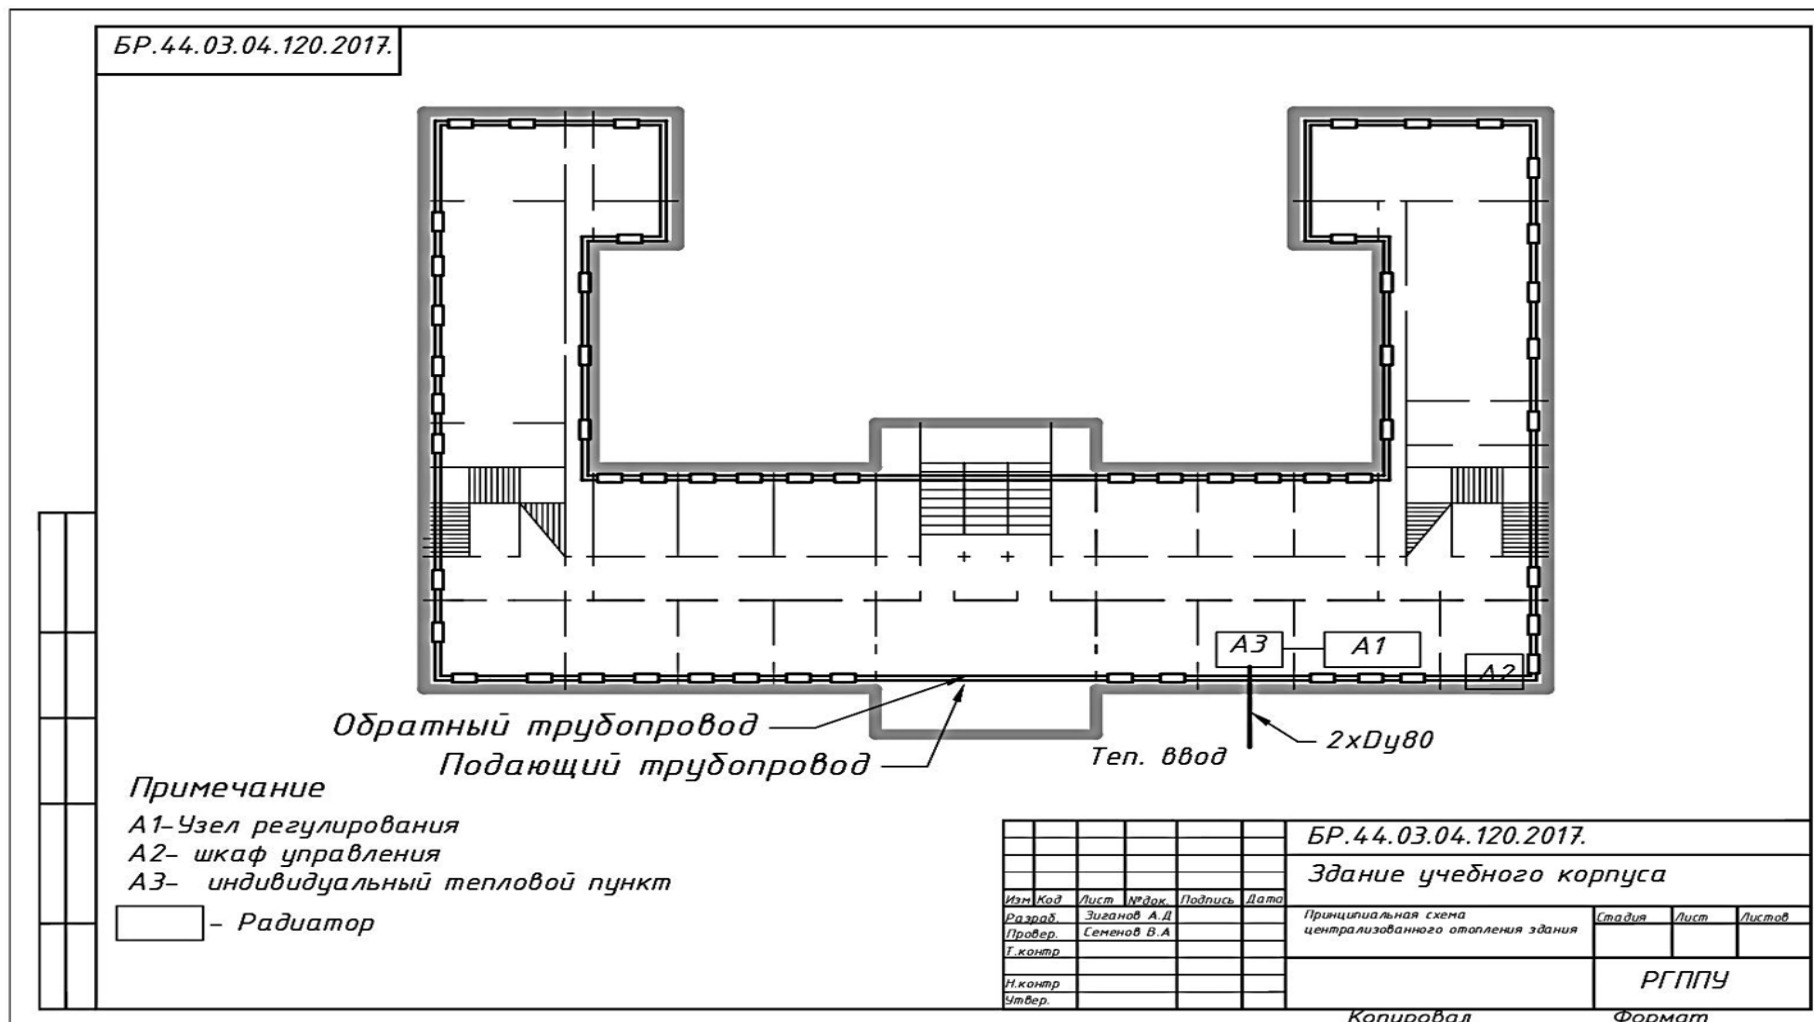 БР.44.03.04.120.2017.
А3
А1
А2
Обратный трубопровод
Подающий трубопровод
Теп. ввод
2хDу80
Примечание
А1-Узел регулирования
А2- шкаф управления
А3- индивидуальный тепловой пункт
- Радиатор
БР.44.03.04.120.2017.
Здание учебного корпуса
Изм Код Лист №док. Подпись Дата
Разраб. Зиганов А.Д
Провер. Семенов В.А
Т.контр
Н.контр
Утвер.
Принципиальная схема
централизованного отопления здания
Стадия Лист Листов
РГППУ
Копировал Формат